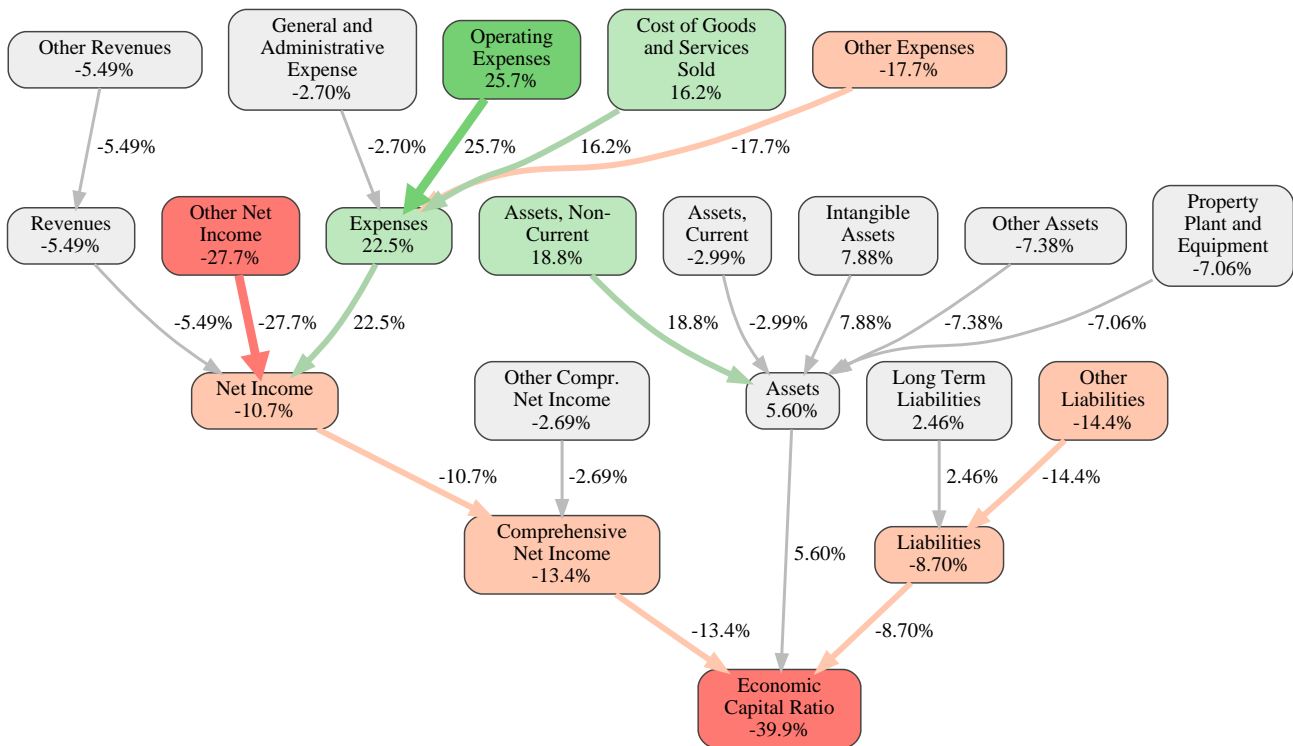 Other Revenues
-5.49%
General and
Administrative
Expense
-2.70%
Operating
Expenses
25.7%
Cost of Goods
and Services
Sold
16.2%
Other Expenses
-17.7%
-5.49%
-2.70%
25.7%
16.2%
-17.7%
Revenues
-5.49%
Other Net
Income
-27.7%
Expenses
22.5%
Assets, Non-
Current
18.8%
Assets,
Current
-2.99%
Intangible
Assets
7.88%
Other Assets
-7.38%
Property
Plant and
Equipment
-7.06%
-5.49%
-27.7%
22.5%
18.8%
-2.99%
7.88%
-7.38%
-7.06%
Net Income
-10.7%
Other Compr.
Net Income
-2.69%
Assets
5.60%
Long Term
Liabilities
2.46%
Other
Liabilities
-14.4%
-10.7%
-2.69%
2.46%
-14.4%
Comprehensive
Net Income
-13.4%
5.60%
Liabilities
-8.70%
-13.4%
-8.70%
Economic
Capital Ratio
-39.9%